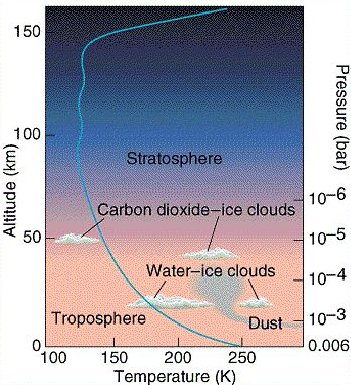 150
100
50
0
Altitude (km)
Stratosphere
Carbon dioxide–ice clouds
Water–ice clouds
Troposphere
Dust
Pressure (bar)
10⁻⁶
10⁻⁵
10⁻⁴
10⁻³
0.006
100 150 200 250
Temperature (K)